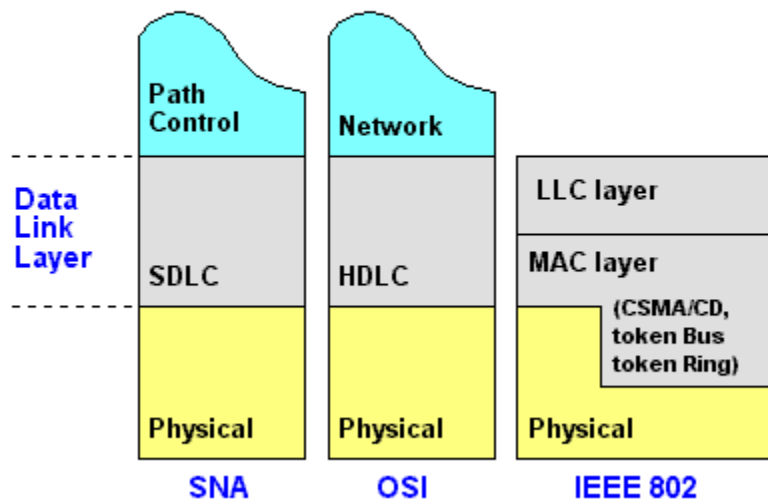 Path
Control
Network
Data
Link
Layer
SDLC
HDLC
LLC layer
MAC layer
(CSMA/CD,
token Bus
token Ring)
Physical
Physical
Physical
SNA
OSI
IEEE 802